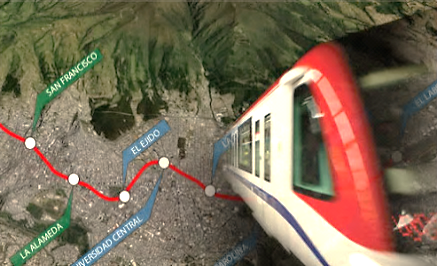 SAN FRANCISCO
EL EJIDO
LA ALAMEDA
UNIVERSIDAD CENTRAL